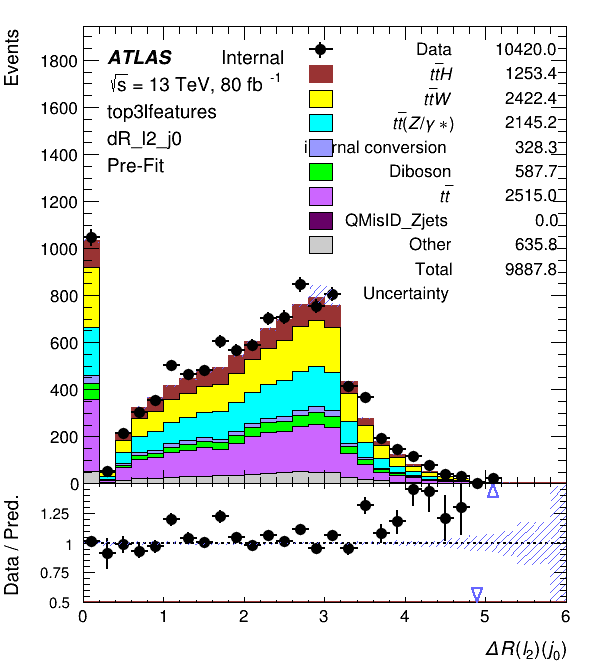 Events
1800
1600
1400
1200
1000
800
600
400
200
0
ATLAS Internal
√s = 13 TeV, 80 fb⁻¹
top3lfeatures
dR_l2_j0
Pre-Fit
Data 10420.0
tt̄H 1253.4
tt̄W 2422.4
tt̄(Z/γ*) 2145.2
conversion 328.3
Diboson 587.7
tt̄ 2515.0
QMisID_Zjets 0.0
Other 635.8
Total 9887.8
Uncertainty
Data / Pred.
1.25
1
0.75
0.5
0 1 2 3 4 5 6
ΔR(l₂)(j₀)